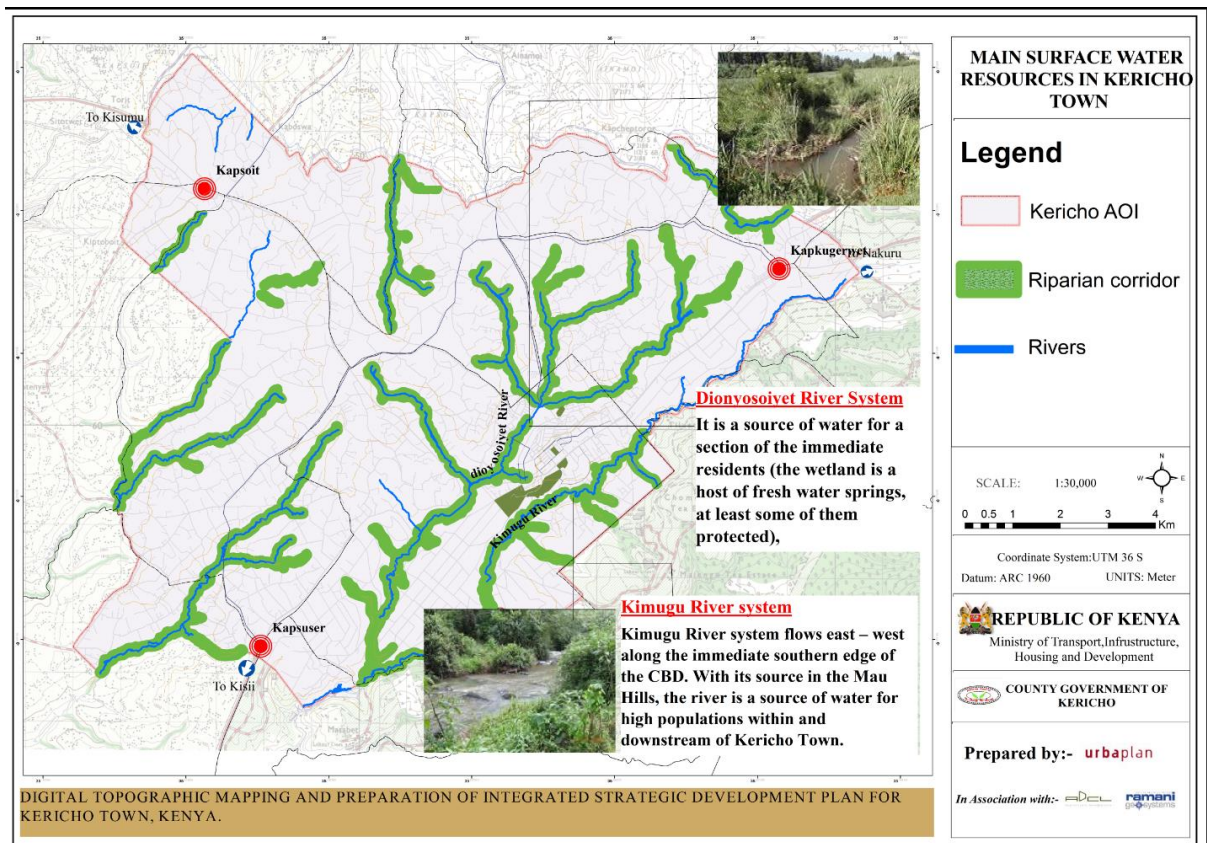 To Kisumu
Kapsoit
Kapkugerwet
To Nakuru
dioyosoiyet River
Kimugu River
Kapsuser
To Kisii
Dionyosoivet River System
It is a source of water for a
section of the immediate
residents (the wetland is a
host of fresh water springs,
at least some of them
protected),
Kimugu River system
Kimugu River system flows east – west
along the immediate southern edge of
the CBD. With its source in the Mau
Hills, the river is a source of water for
high populations within and
downstream of Kericho Town.
DIGITAL TOPOGRAPHIC MAPPING AND PREPARATION OF INTEGRATED STRATEGIC DEVELOPMENT PLAN FOR
KERICHO TOWN, KENYA.
MAIN SURFACE WATER
RESOURCES IN KERICHO
TOWN
Legend
Kericho AOI
Riparian corridor
Rivers
N
W E
S
SCALE: 1:30,000
0 0.5 1 2 3 4
Km
Coordinate System:UTM 36 S
Datum: ARC 1960 UNITS: Meter
REPUBLIC OF KENYA
Ministry of Transport,Infrastructure,
Housing and Development
COUNTY GOVERNMENT OF
KERICHO
Prepared by:- urbaplan
In Association with:- ADCL ramani
geosystems